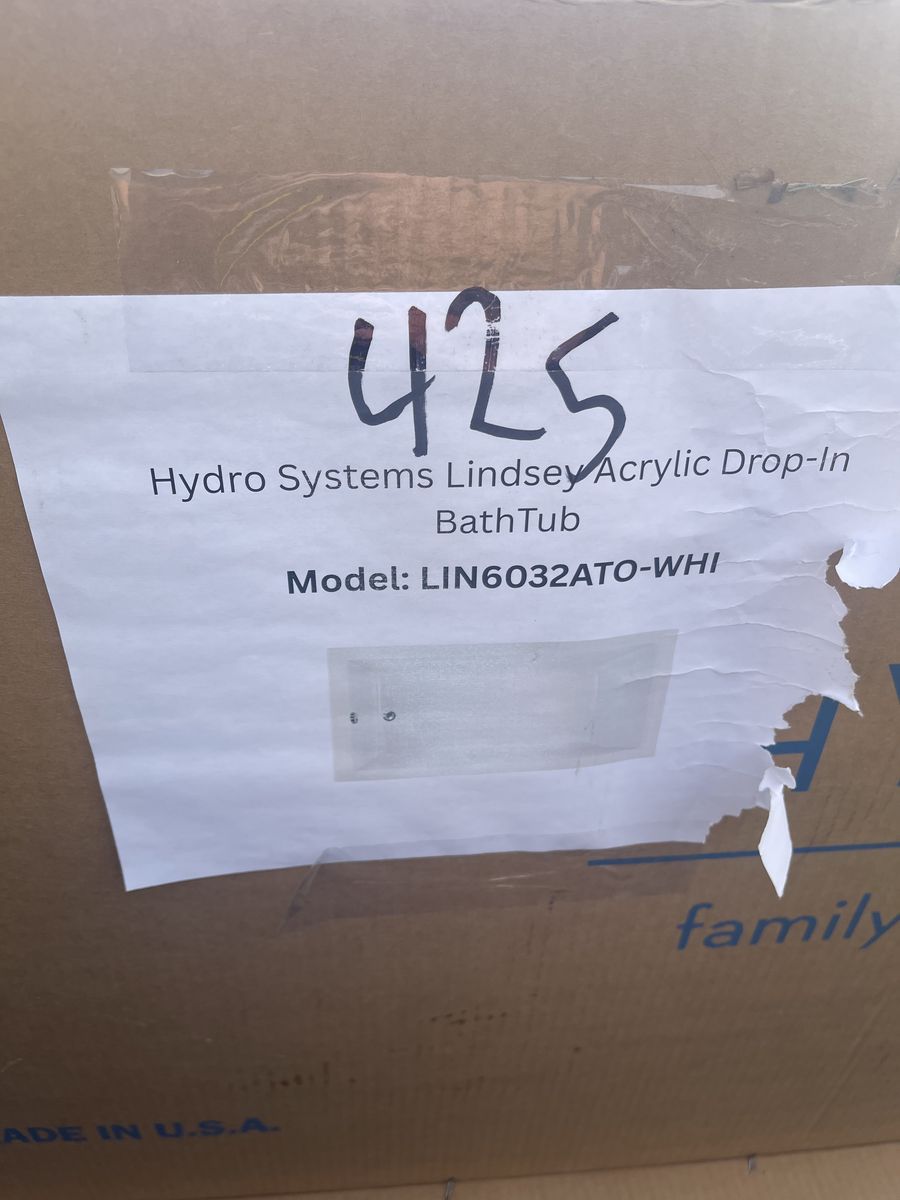 425
Hydro Systems Lindsey Acrylic Drop-In
BathTub
Model: LIN6032ATO-WHI
H
family
ADE IN U.S.A.